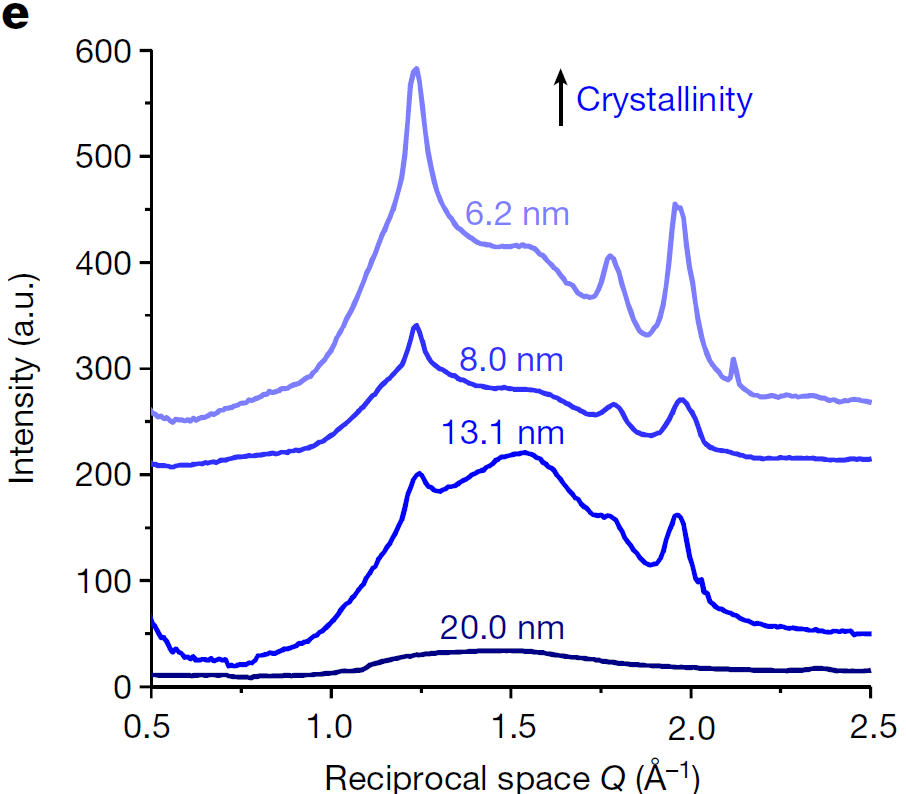 e
600
500
400
300
200
100
0
Intensity (a.u.)
Crystallinity
6.2 nm
8.0 nm
13.1 nm
20.0 nm
0.5 1.0 1.5 2.0 2.5
Reciprocal space Q (Å⁻¹)